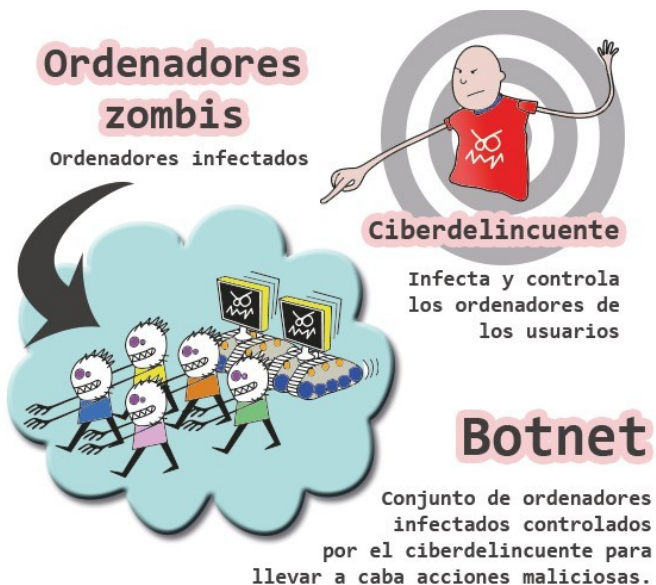 Ordenadores
zombis
Ordenadores infectados
Ciberdelincuente
Infecta y controla
los ordenadores de
los usuarios
Botnet
Conjunto de ordenadores
infectados controlados
por el ciberdelincuente para
llevar a caba acciones maliciosas.